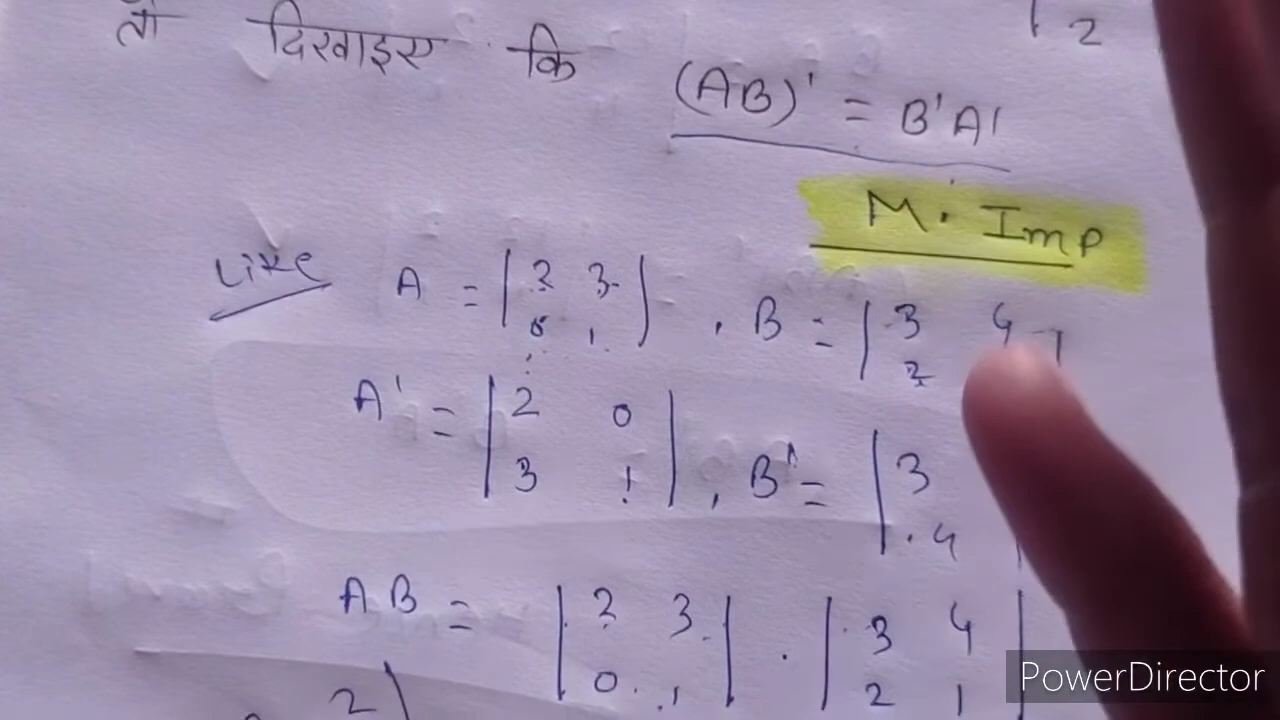 तो दिखाइए कि (AB)' = B'A'
M. Imp
Like A = | 2 3 | , B = | 3 4 |
0 1 2
A' = | 2 0 | , B' = | 3
3 1 4
AB = | 2 3 | . | 3 4 |
0 1 2 1
2
PowerDirector